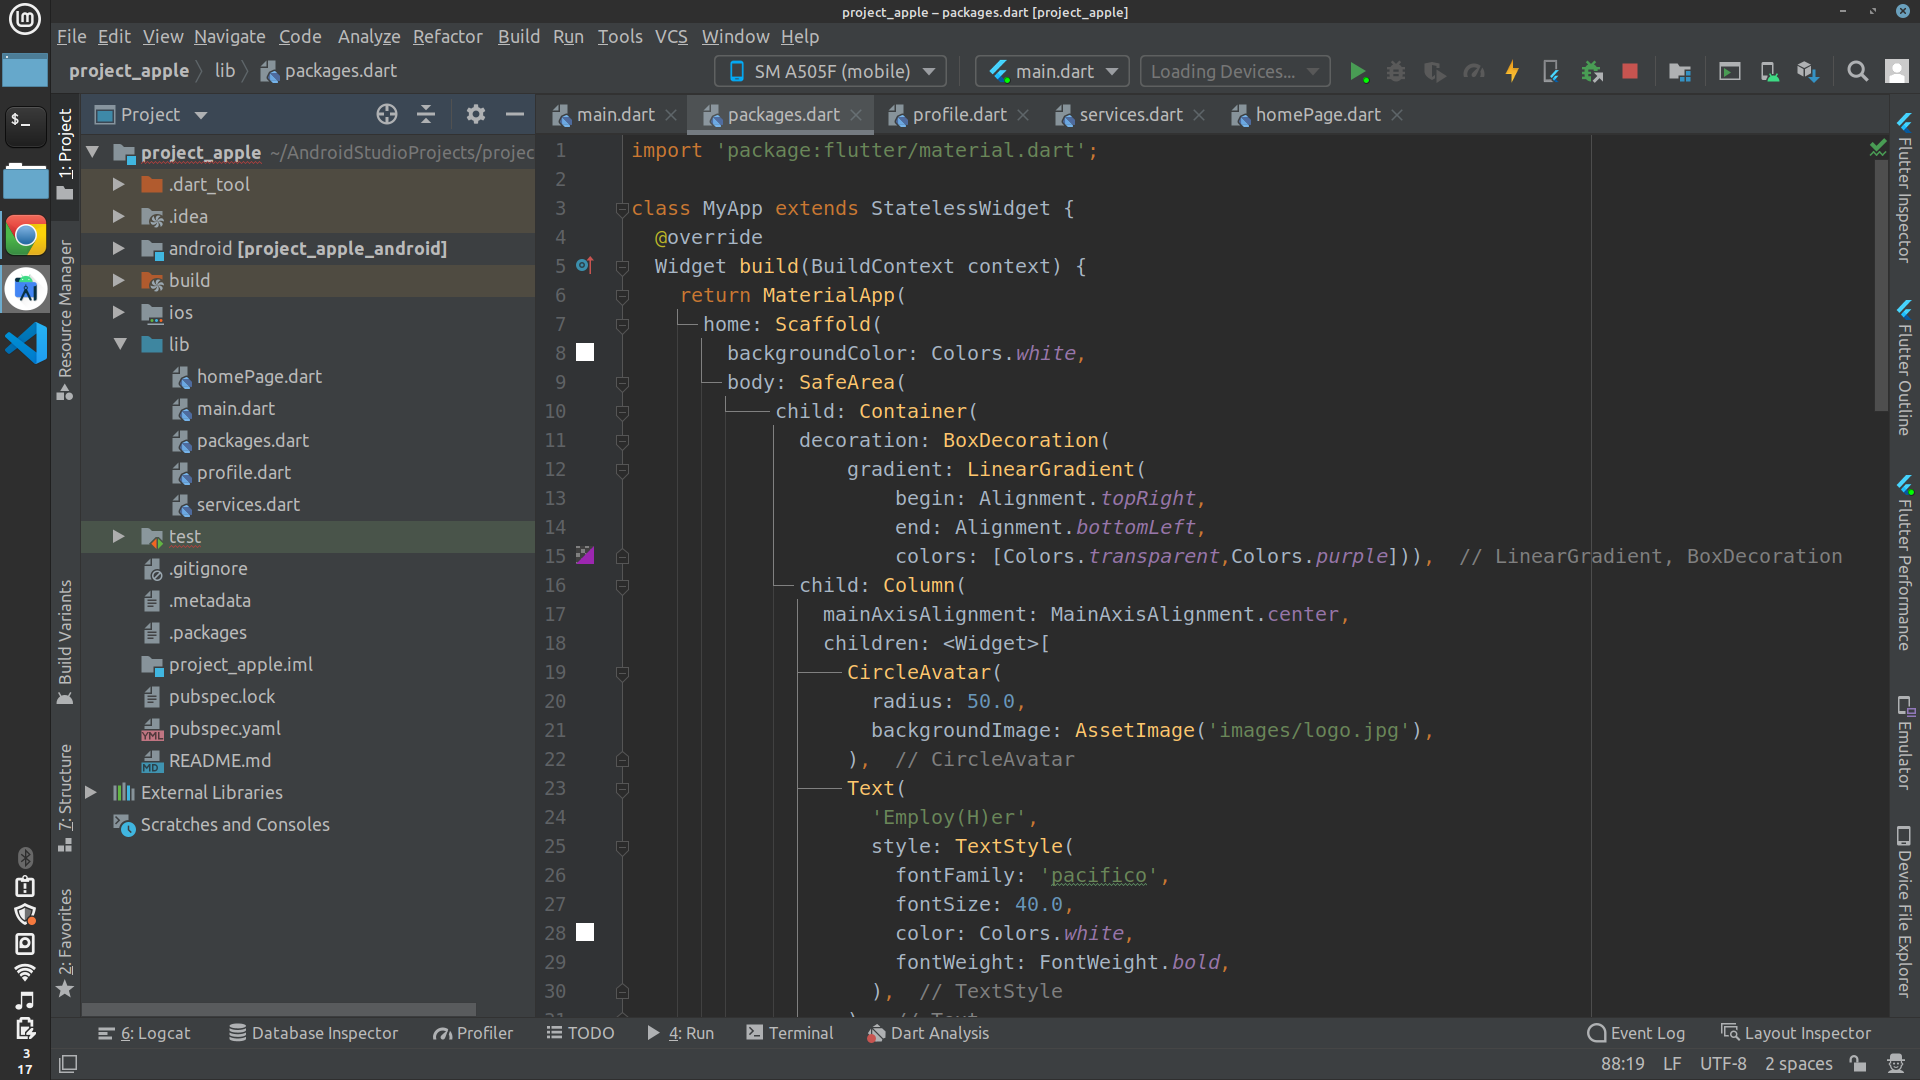 project_apple – packages.dart [project_apple]
File Edit View Navigate Code Analyze Refactor Build Run Tools VCS Window Help
project_apple lib packages.dart
SM A505F (mobile)
main.dart
Loading Devices...
Project
main.dart
packages.dart
profile.dart
services.dart
homePage.dart
1: Project
Resource Manager
Build Variants
7: Structure
2: Favorites
project_apple ~/AndroidStudioProjects/projec
.dart_tool
.idea
android [project_apple_android]
build
ios
lib
homePage.dart
main.dart
packages.dart
profile.dart
services.dart
test
.gitignore
.metadata
.packages
project_apple.iml
pubspec.lock
pubspec.yaml
README.md
External Libraries
Scratches and Consoles
1 import 'package:flutter/material.dart';
2
3 class MyApp extends StatelessWidget {
4 @override
5 Widget build(BuildContext context) {
6 return MaterialApp(
7 home: Scaffold(
8 backgroundColor: Colors.white,
9 body: SafeArea(
10 child: Container(
11 decoration: BoxDecoration(
12 gradient: LinearGradient(
13 begin: Alignment.topRight,
14 end: Alignment.bottomLeft,
15 colors: [Colors.transparent,Colors.purple])), // LinearGradient, BoxDecoration
16 child: Column(
17 mainAxisAlignment: MainAxisAlignment.center,
18 children: <Widget>[
19 CircleAvatar(
20 radius: 50.0,
21 backgroundImage: AssetImage('images/logo.jpg'),
22 ), // CircleAvatar
23 Text(
24 'Employ(H)er',
25 style: TextStyle(
26 fontFamily: 'pacifico',
27 fontSize: 40.0,
28 color: Colors.white,
29 fontWeight: FontWeight.bold,
30 ), // TextStyle
31 ), // Text
Flutter Inspector
Flutter Outline
Flutter Performance
Emulator
Device File Explorer
6: Logcat
Database Inspector
Profiler
TODO
4: Run
Terminal
Dart Analysis
Event Log
Layout Inspector
88:19 LF UTF-8 2 spaces
3
17